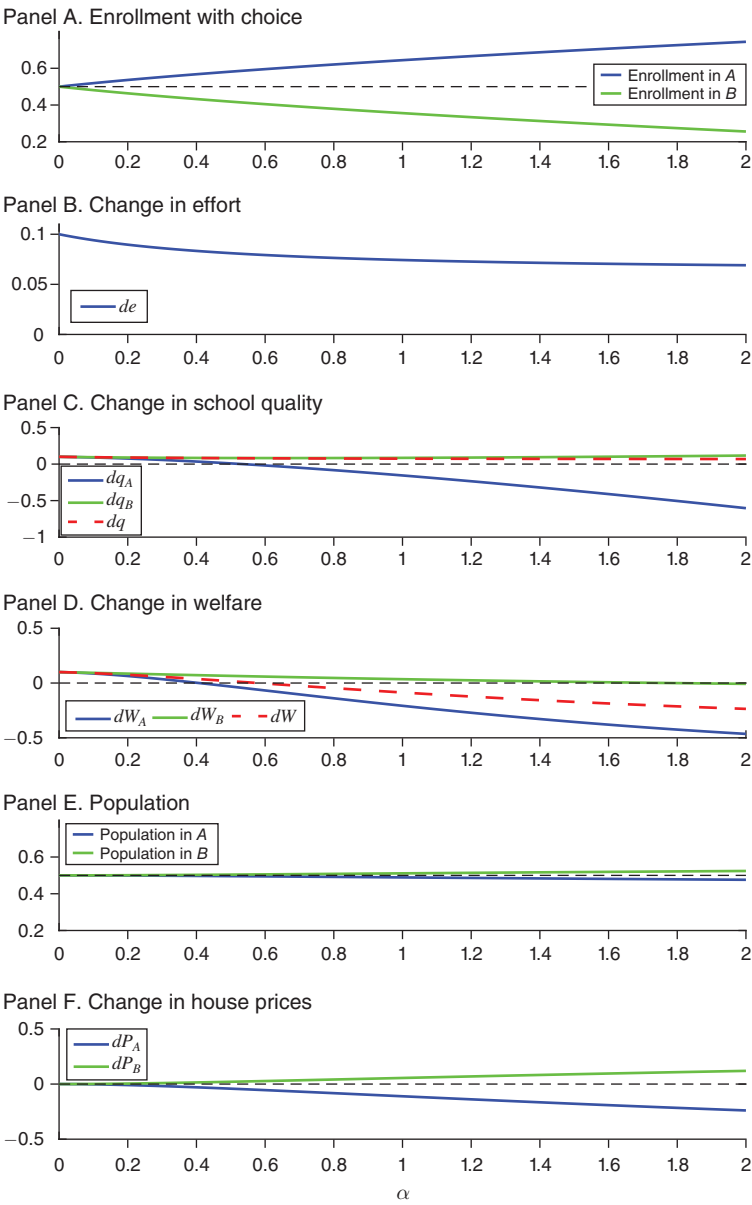 Panel A. Enrollment with choice
0.6
0.4
0.2
Enrollment in A
Enrollment in B
0 0.2 0.4 0.6 0.8 1 1.2 1.4 1.6 1.8 2
Panel B. Change in effort
0.1
0.05
0
de
0 0.2 0.4 0.6 0.8 1 1.2 1.4 1.6 1.8 2
Panel C. Change in school quality
0.5
0
−0.5
−1
dq_A
dq_B
dq
0 0.2 0.4 0.6 0.8 1 1.2 1.4 1.6 1.8 2
Panel D. Change in welfare
0.5
0
−0.5
dW_A dW_B dW
0 0.2 0.4 0.6 0.8 1 1.2 1.4 1.6 1.8 2
Panel E. Population
Population in A
Population in B
0.6
0.4
0.2
0 0.2 0.4 0.6 0.8 1 1.2 1.4 1.6 1.8 2
Panel F. Change in house prices
0.5
0
−0.5
dP_A
dP_B
0 0.2 0.4 0.6 0.8 1 1.2 1.4 1.6 1.8 2
α